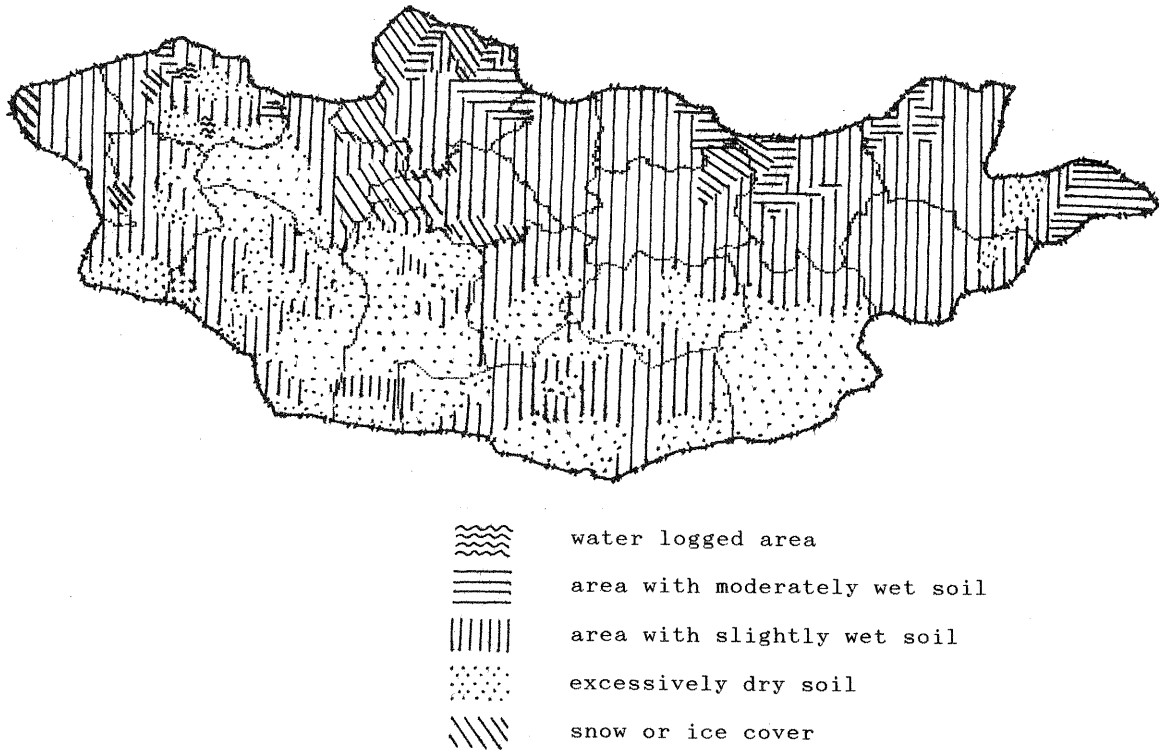 water logged area
area with moderately wet soil
area with slightly wet soil
excessively dry soil
snow or ice cover